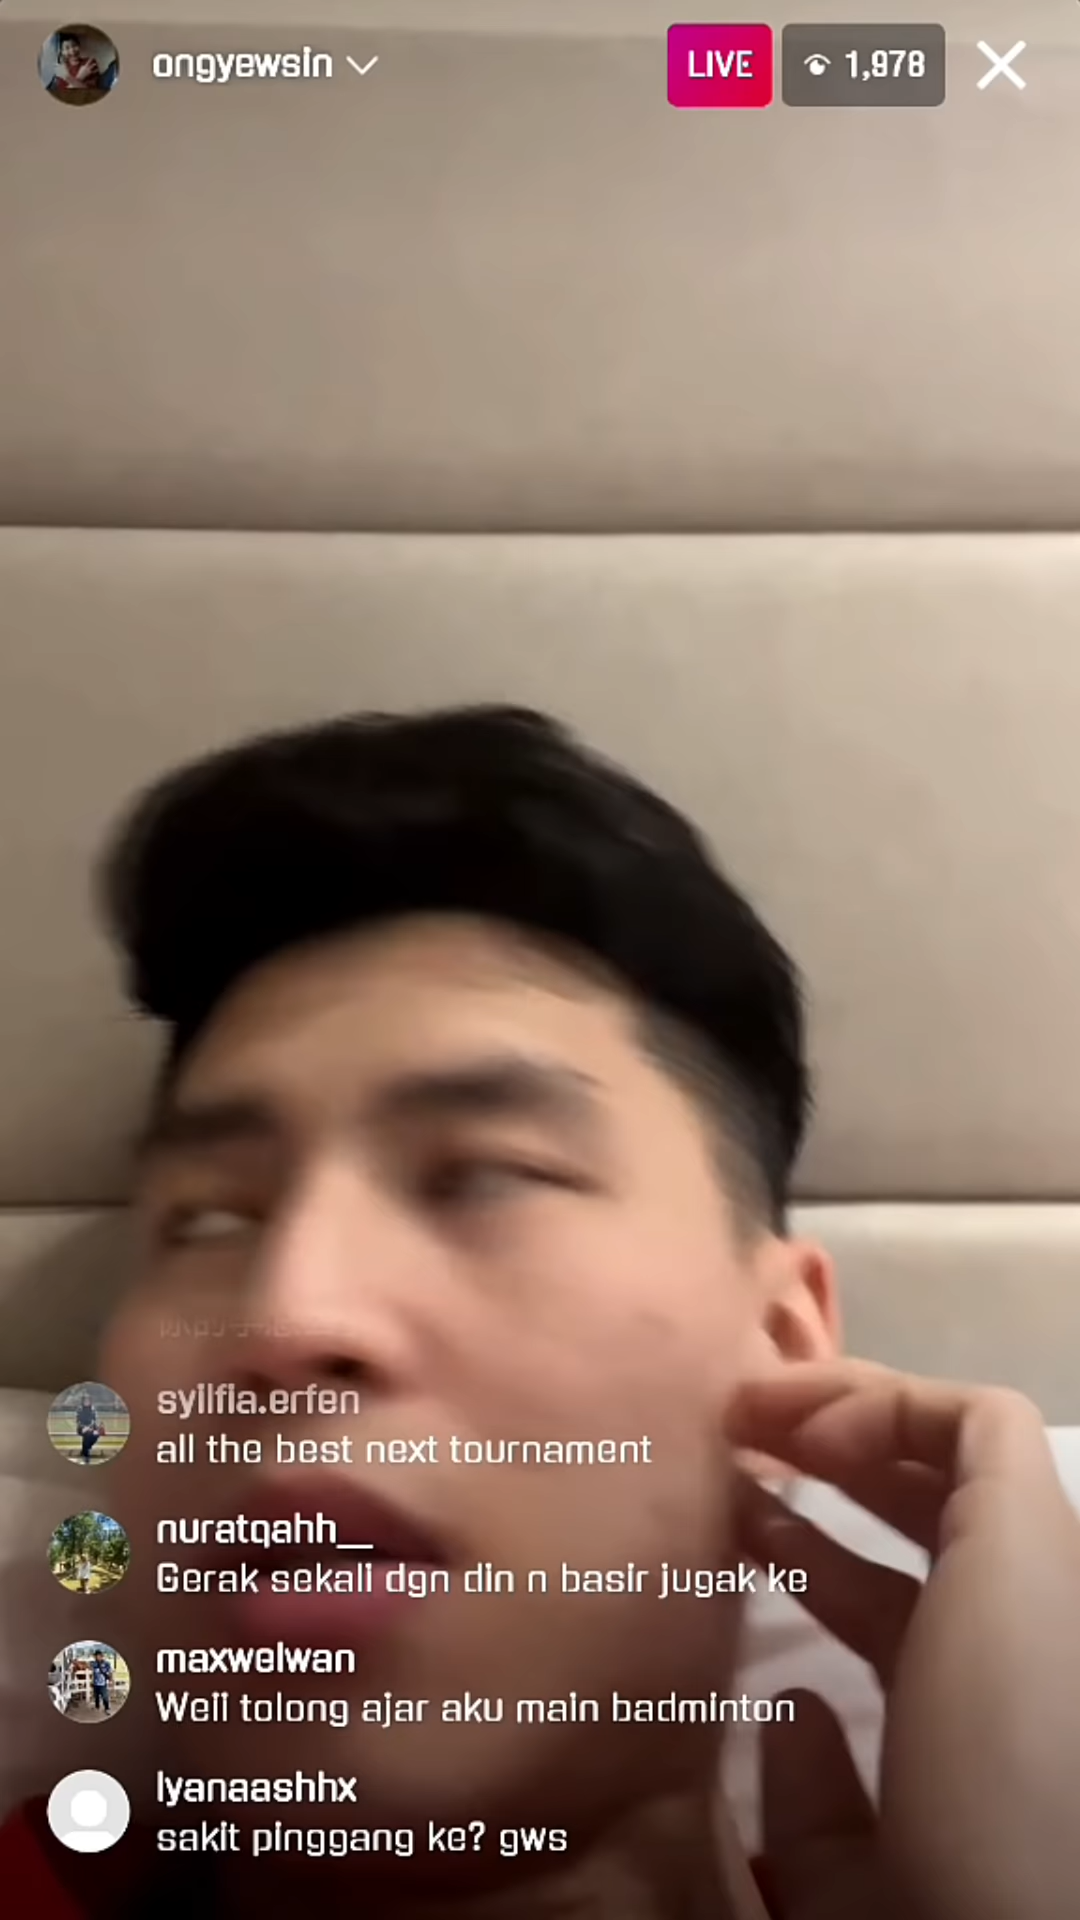 ongyewsin
LIVE
1,978
syilfia.erfen
all the best next tournament
nuratqahh__
Gerak sekali dgn din n basir jugak ke
maxwelwan
Weii tolong ajar aku main badminton
lyanaashhx
sakit pinggang ke? gws